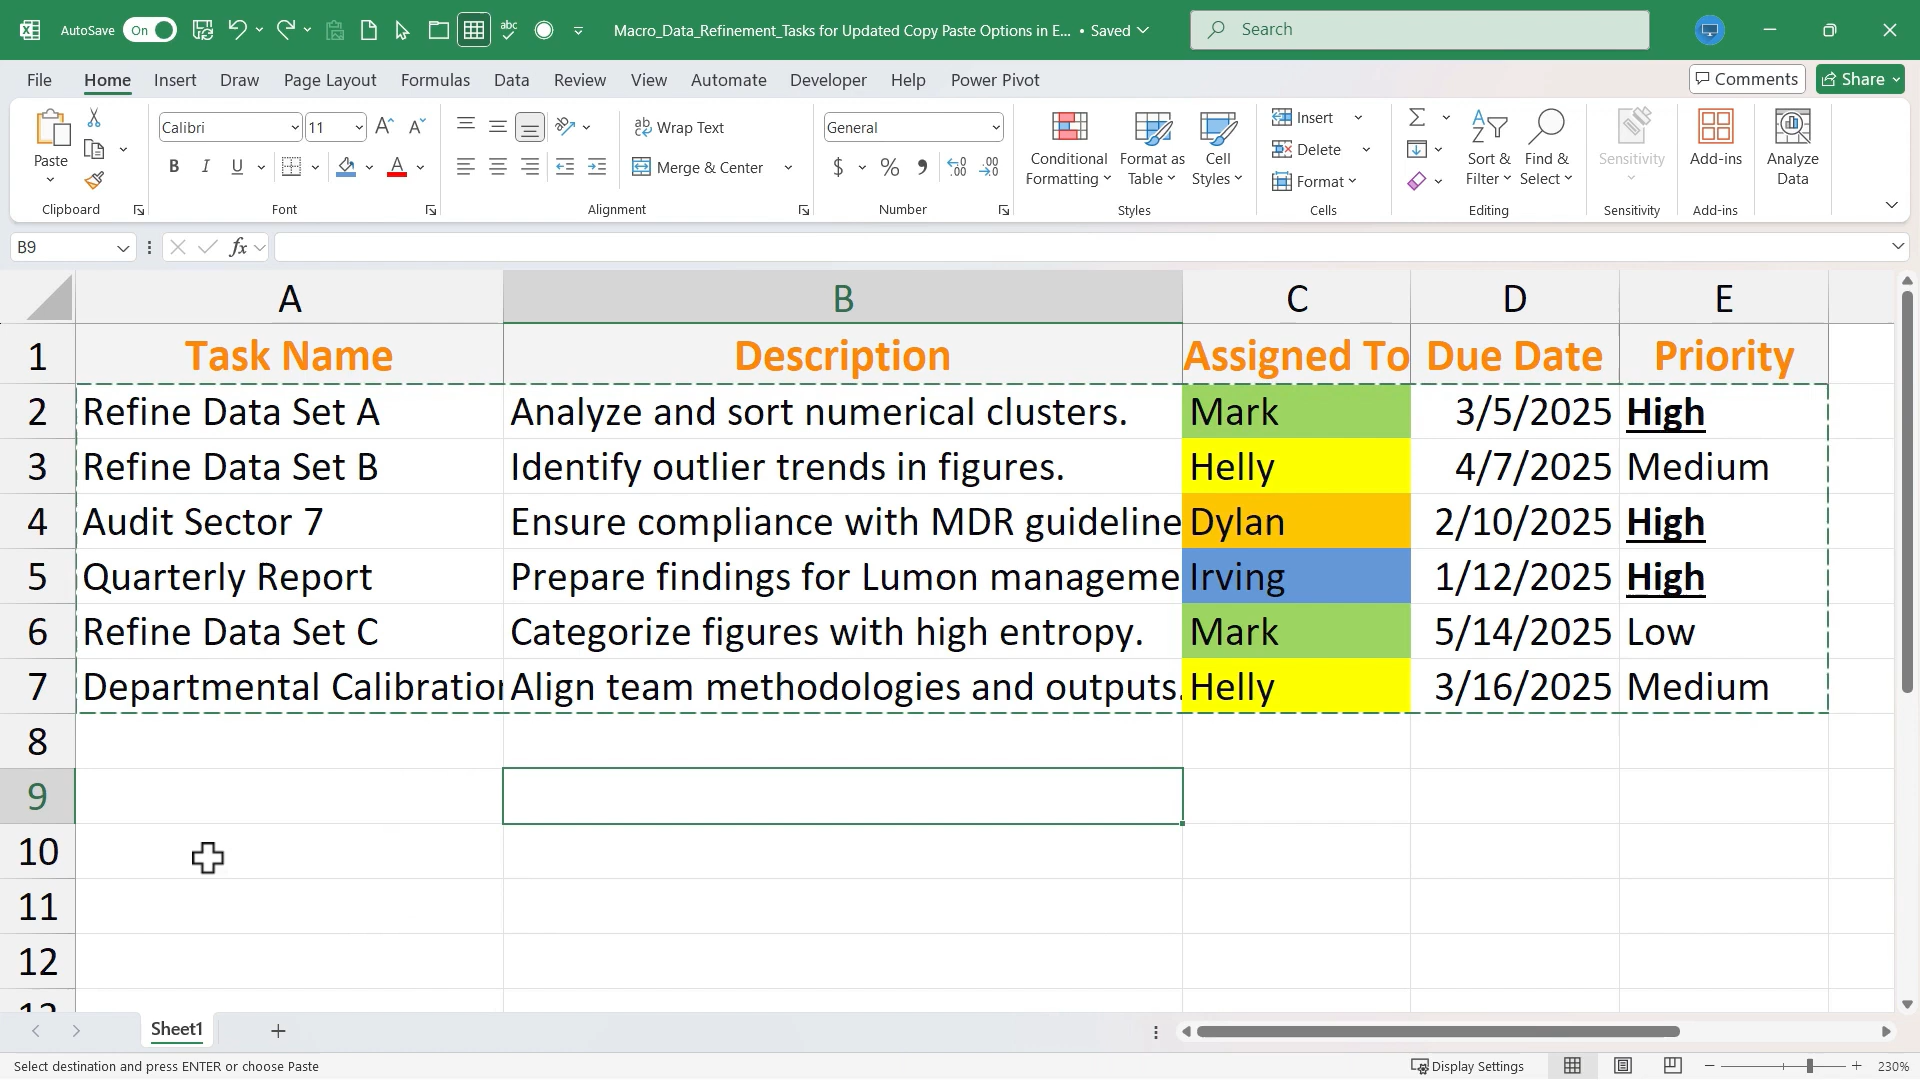 AutoSave On abc Macro_Data_Refinement_Tasks for Updated Copy Paste Options in E... • Saved Search
File Home Insert Draw Page Layout Formulas Data Review View Automate Developer Help Power Pivot Comments Share
Paste
Clipboard
Calibri 11
B I U A
Font
ab Wrap Text
Merge & Center
Alignment
General
$ % 9 .00
Number
Conditional Formatting
Format as Table
Cell Styles
Styles
Insert
Delete
Format
Cells
Sort & Filter
Find & Select
Editing
Sensitivity
Sensitivity
Add-ins
Add-ins
Analyze Data
B9 fx
A B C D E
1 Task Name Description Assigned To Due Date Priority
2 Refine Data Set A Analyze and sort numerical clusters. Mark 3/5/2025 High
3 Refine Data Set B Identify outlier trends in figures. Helly 4/7/2025 Medium
4 Audit Sector 7 Ensure compliance with MDR guideline Dylan 2/10/2025 High
5 Quarterly Report Prepare findings for Lumon manageme Irving 1/12/2025 High
6 Refine Data Set C Categorize figures with high entropy. Mark 5/14/2025 Low
7 Departmental Calibration Align team methodologies and outputs. Helly 3/16/2025 Medium
8
9
10
11
12
13
Sheet1
Select destination and press ENTER or choose Paste Display Settings 230%